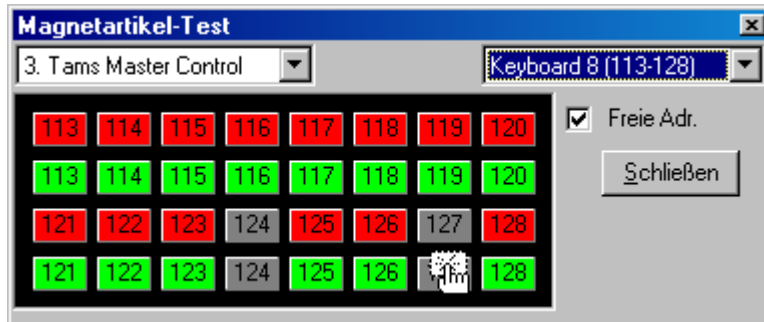 Magnetartikel-Test
3. Tams Master Control
Keyboard 8 (113-128)
113 114 115 116 117 118 119 120
Freie Adr.
113 114 115 116 117 118 119 120
Schließen
121 122 123 124 125 126 127 128
121 122 123 124 125 126 128